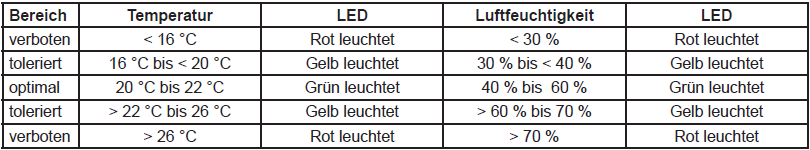 Bereich Temperatur LED Luftfeuchtigkeit LED
verboten < 16 °C Rot leuchtet < 30 % Rot leuchtet
toleriert 16 °C bis < 20 °C Gelb leuchtet 30 % bis < 40 % Gelb leuchtet
optimal 20 °C bis 22 °C Grün leuchtet 40 % bis 60 % Grün leuchtet
toleriert > 22 °C bis 26 °C Gelb leuchtet > 60 % bis 70 % Gelb leuchtet
verboten > 26 °C Rot leuchtet > 70 % Rot leuchtet